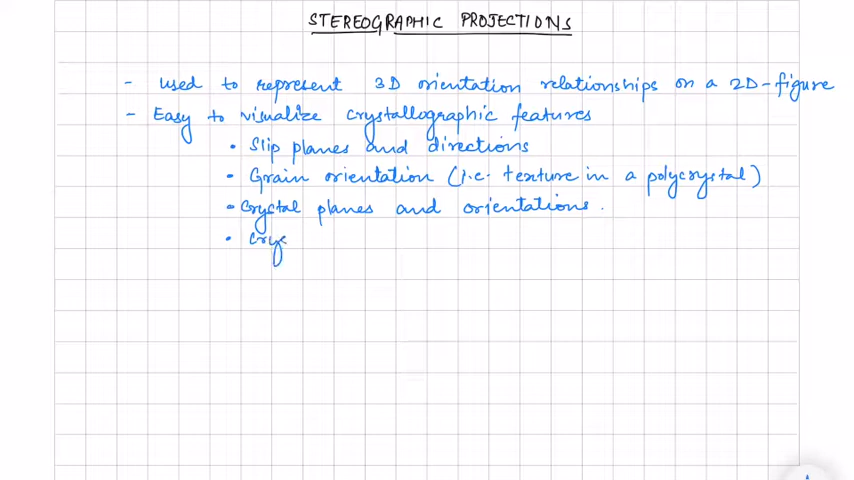 STEREOGRAPHIC PROJECTIONS
- used to represent 3D orientation relationships on a 2D-figure
- Easy to visualize crystallographic features
• Slip planes and directions
• Grain orientation (i.e. texture in a polycrystal)
• Crystal planes and orientations.
• Crys